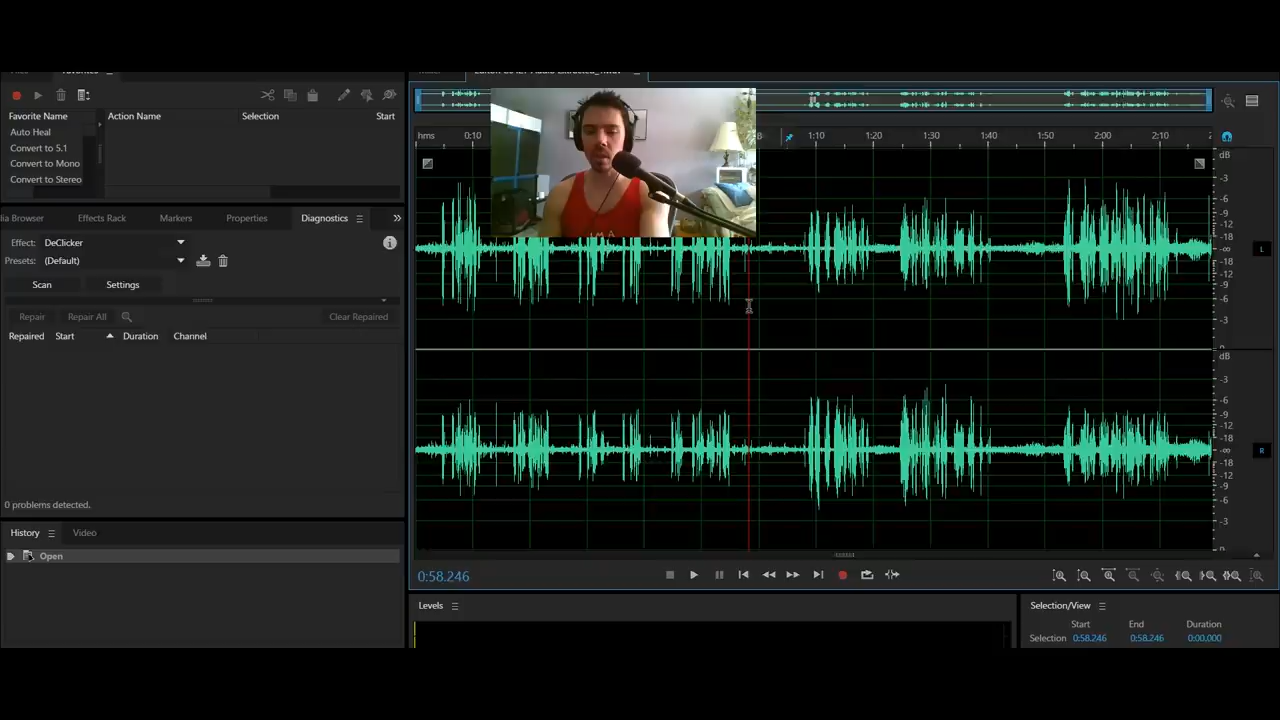 Favorite Name Action Name Selection Start
Auto Heal
Convert to 5.1
Convert to Mono
Convert to Stereo
ia Browser Effects Rack Markers Properties Diagnostics
Effect: DeClicker
Presets: (Default)
Scan Settings
Repair Repair All Clear Repaired
Repaired Start Duration Channel
0 problems detected.
History Video
Open
hms 0:10 1:10 1:20 1:30 1:40 1:50 2:00 2:10
dB
-3
-6
-9
-12
-18
-∞
-18
-12
-9
-6
-3
L
dB
-3
-6
-9
-12
-18
-∞
-18
-12
-9
-6
-3
R
I'M A
0:58.246
Levels
Selection/View
Start End Duration
Selection 0:58.246 0:58.246 0:00.000